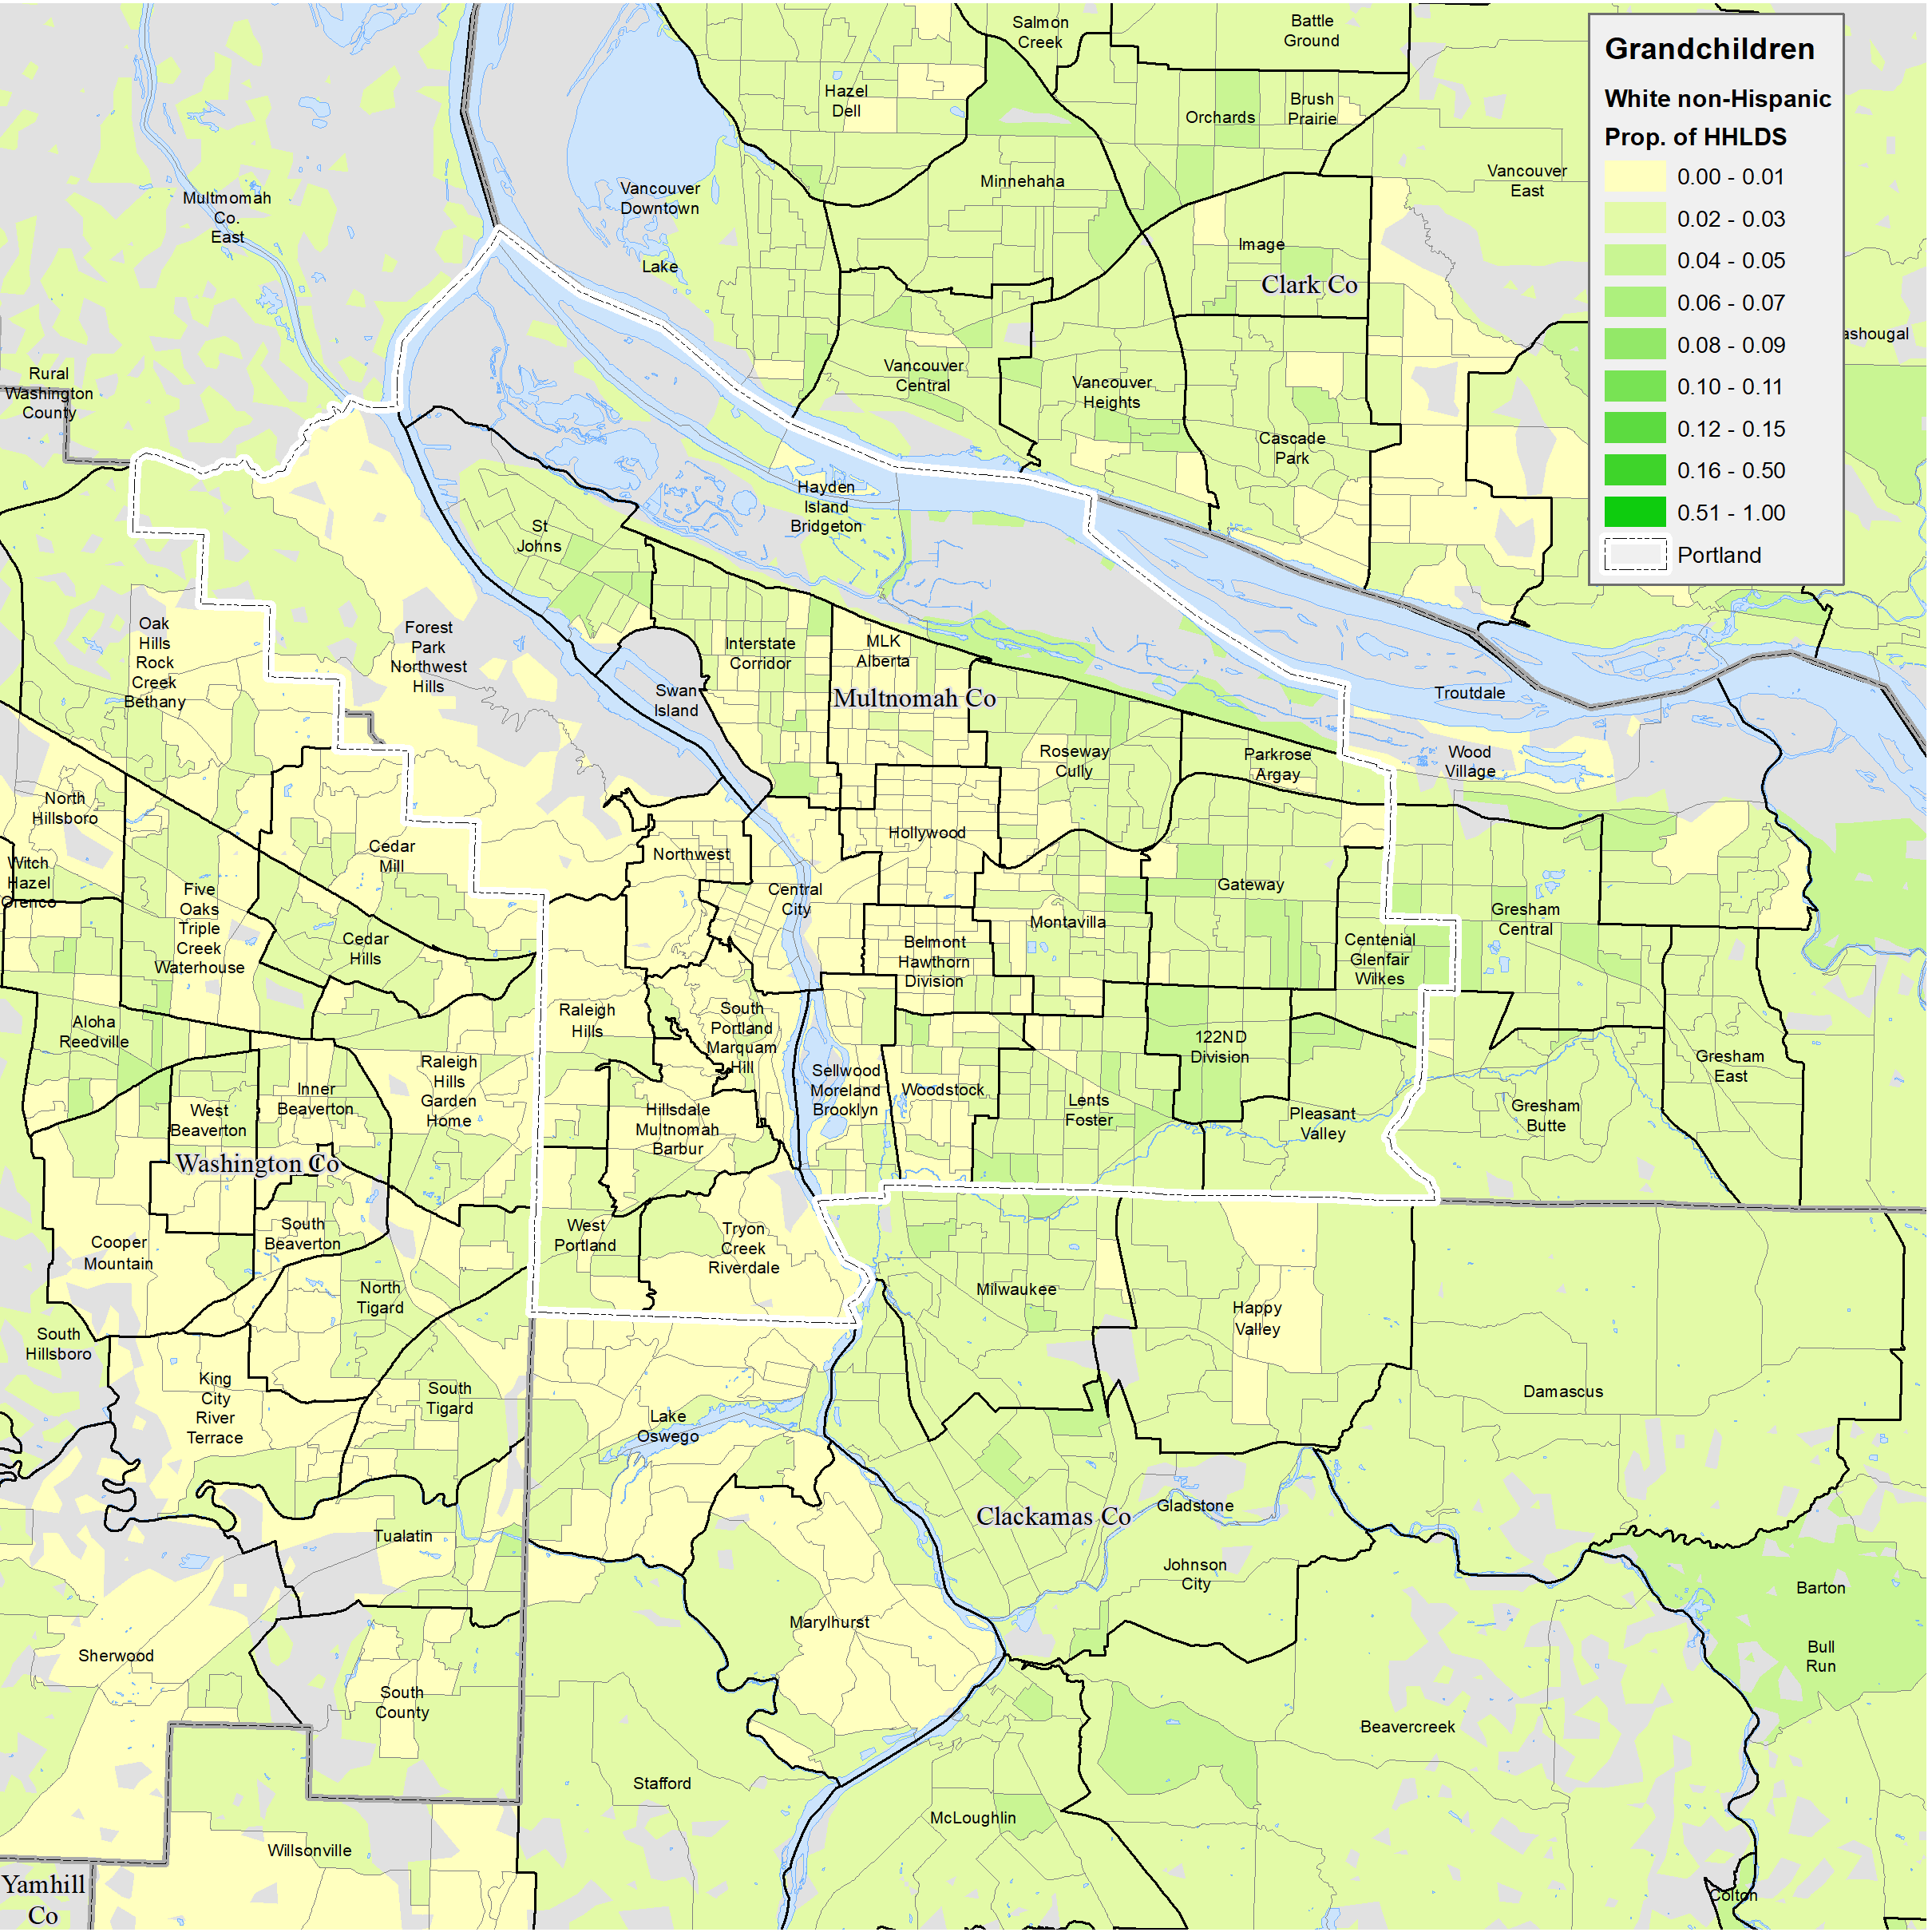 Grandchildren
White non-Hispanic
Prop. of HHLDS
0.00 - 0.01
0.02 - 0.03
0.04 - 0.05
0.06 - 0.07
0.08 - 0.09
0.10 - 0.11
0.12 - 0.15
0.16 - 0.50
0.51 - 1.00
Portland
Salmon
Creek
Battle
Ground
Hazel
Dell
Orchards
Brush
Prairie
Minnehaha
Vancouver
East
Multmomah
Co.
East
Vancouver
Downtown
Lake
Image
Clark Co
ashougal
Rural
Washington
County
Vancouver
Central
Vancouver
Heights
Cascade
Park
Hayden
Island
Bridgeton
St
Johns
Oak
Hills
Rock
Creek
Bethany
Forest
Park
Northwest
Hills
Interstate
Corridor
MLK
Alberta
Swan
Island
Multnomah Co
Troutdale
Roseway
Cully
Parkrose
Argay
Wood
Village
North
Hillsboro
Hollywood
Cedar
Mill
Northwest
Witch
Hazel
Orenco
Five
Oaks
Triple
Creek
Waterhouse
Central
City
Gateway
Cedar
Hills
Belmont
Hawthorn
Division
Montavilla
Centenial
Glenfair
Wilkes
Gresham
Central
Aloha
Reedville
Raleigh
Hills
South
Portland
Marquam
Hill
122ND
Division
Gresham
East
Raleigh
Hills
Garden
Home
Inner
Beaverton
West
Beaverton
Hillsdale
Multnomah
Barbur
Sellwood
Moreland
Brooklyn
Woodstock
Lents
Foster
Pleasant
Valley
Gresham
Butte
Washington Co
Cooper
Mountain
South
Beaverton
West
Portland
Tryon
Creek
Riverdale
North
Tigard
Milwaukee
Happy
Valley
South
Hillsboro
King
City
River
Terrace
South
Tigard
Lake
Oswego
Damascus
Clackamas Co
Gladstone
Tualatin
Johnson
City
Barton
Marylhurst
Sherwood
Bull
Run
South
County
Beavercreek
Stafford
McLoughlin
Willsonville
Yamhill
Co
Colton